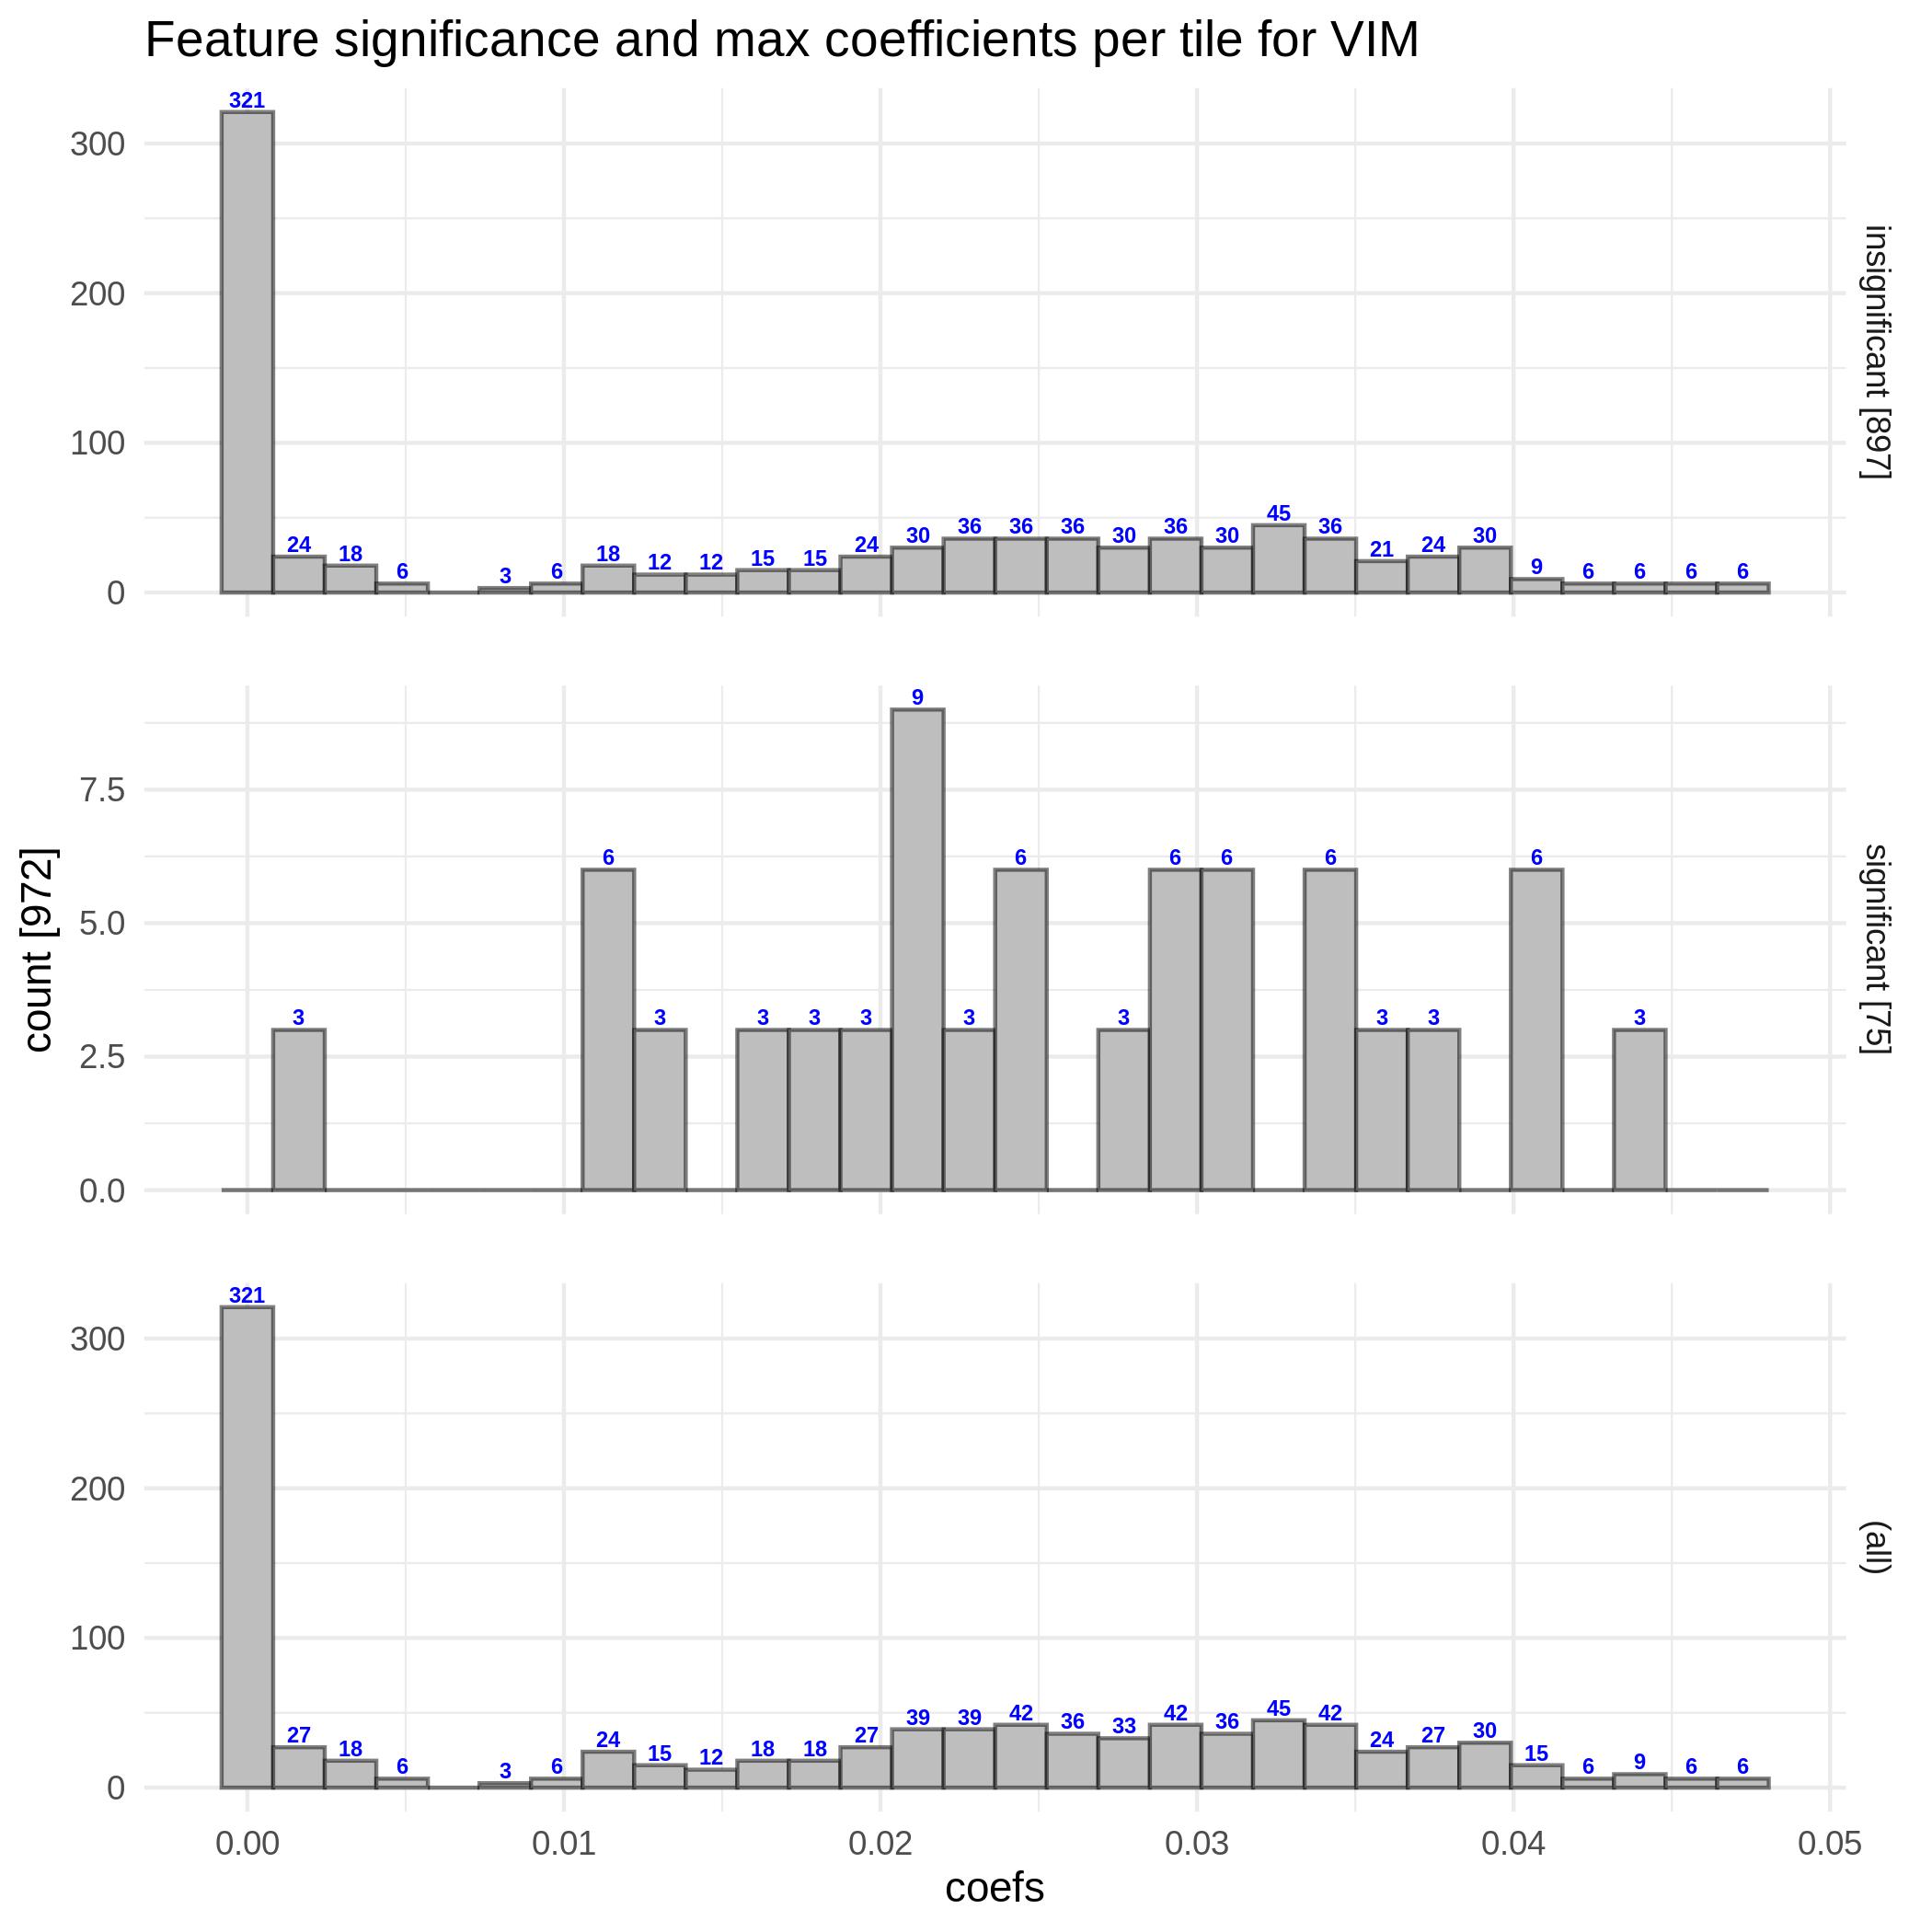 Feature significance and max coefficients per tile for VIM
321
300
200
100
0
24 18 6 3 6 18 12 12 15 15 24 30 36 36 36 30 36 30 45 36 21 24 30 9 6 6 6 6
insignificant [897]
count [972]
9
7.5
6 6 6 6 6 6
5.0
3 3 3 3 3 3 3 3 3 3
2.5
0.0
significant [75]
321
300
200
100
0
27 18 6 3 6 24 15 12 18 18 27 39 39 42 36 33 42 36 45 42 24 27 30 15 6 9 6 6
(all)
0.00 0.01 0.02 0.03 0.04 0.05
coefs